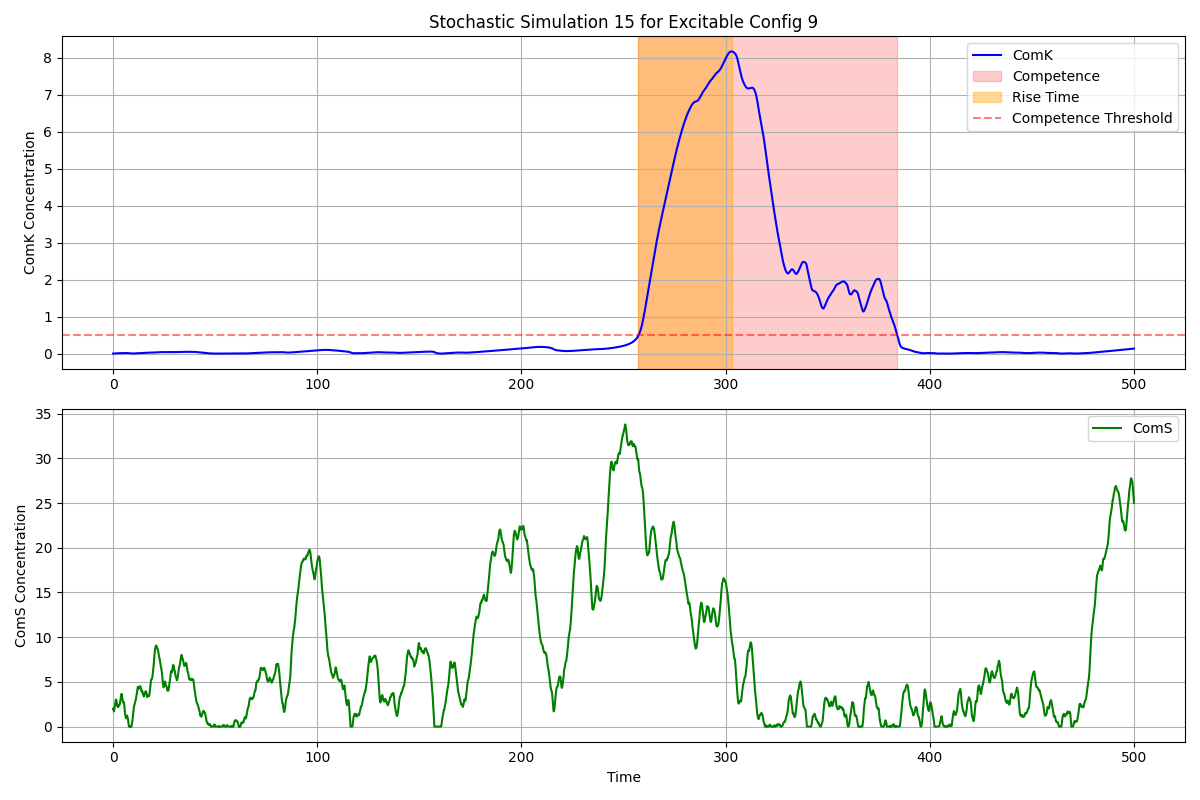 Stochastic Simulation 15 for Excitable Config 9
ComK Concentration
8
7
6
5
4
3
2
1
0
ComK
Competence
Rise Time
Competence Threshold
0 100 200 300 400 500
ComS Concentration
35
30
25
20
15
10
5
0
ComS
0 100 200 300 400 500
Time